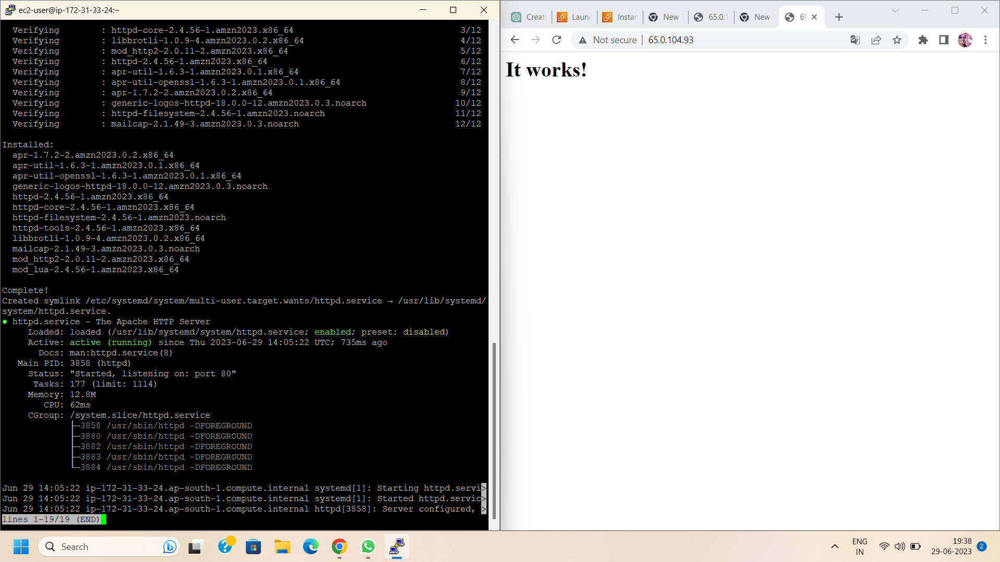 ec2-user@ip-172-31-33-24:~
Verifying        : httpd-core-2.4.56-1.amzn2023.x86_64                               3/12
Verifying        : libbrotli-1.0.9-4.amzn2023.0.2.x86_64                             4/12
Verifying        : mod_http2-2.0.11-2.amzn2023.x86_64                                5/12
Verifying        : httpd-2.4.56-1.amzn2023.x86_64                                    6/12
Verifying        : apr-util-1.6.3-1.amzn2023.0.1.x86_64                              7/12
Verifying        : apr-util-openssl-1.6.3-1.amzn2023.0.1.x86_64                      8/12
Verifying        : apr-1.7.2-2.amzn2023.0.2.x86_64                                   9/12
Verifying        : generic-logos-httpd-18.0.0-12.amzn2023.0.3.noarch                10/12
Verifying        : httpd-filesystem-2.4.56-1.amzn2023.noarch                        11/12
Verifying        : mailcap-2.1.49-3.amzn2023.0.3.noarch                             12/12
Installed:
apr-1.7.2-2.amzn2023.0.2.x86_64
apr-util-1.6.3-1.amzn2023.0.1.x86_64
apr-util-openssl-1.6.3-1.amzn2023.0.1.x86_64
generic-logos-httpd-18.0.0-12.amzn2023.0.3.noarch
httpd-2.4.56-1.amzn2023.x86_64
httpd-core-2.4.56-1.amzn2023.x86_64
httpd-filesystem-2.4.56-1.amzn2023.noarch
httpd-tools-2.4.56-1.amzn2023.x86_64
libbrotli-1.0.9-4.amzn2023.0.2.x86_64
mailcap-2.1.49-3.amzn2023.0.3.noarch
mod_http2-2.0.11-2.amzn2023.x86_64
mod_lua-2.4.56-1.amzn2023.x86_64
Complete!
Created symlink /etc/systemd/system/multi-user.target.wants/httpd.service → /usr/lib/systemd/
system/httpd.service.
● httpd.service - The Apache HTTP Server
Loaded: loaded (/usr/lib/systemd/system/httpd.service; enabled; preset: disabled)
Active: active (running) since Thu 2023-06-29 14:05:22 UTC; 735ms ago
Docs: man:httpd.service(8)
Main PID: 3858 (httpd)
Status: "Started, listening on: port 80"
Tasks: 177 (limit: 1114)
Memory: 12.8M
CPU: 62ms
CGroup: /system.slice/httpd.service
├─3858 /usr/sbin/httpd -DFOREGROUND
├─3880 /usr/sbin/httpd -DFOREGROUND
├─3882 /usr/sbin/httpd -DFOREGROUND
├─3883 /usr/sbin/httpd -DFOREGROUND
└─3884 /usr/sbin/httpd -DFOREGROUND
Jun 29 14:05:22 ip-172-31-33-24.ap-south-1.compute.internal systemd[1]: Starting httpd.servi>
Jun 29 14:05:22 ip-172-31-33-24.ap-south-1.compute.internal systemd[1]: Started httpd.servic>
Jun 29 14:05:22 ip-172-31-33-24.ap-south-1.compute.internal httpd[3858]: Server configured, >
lines 1-19/19 (END)
Creat Laun Instar New 65.0.1 New 65
Not secure 65.0.104.93
It works!
Search
ENG
IN
19:38
29-06-2023
2